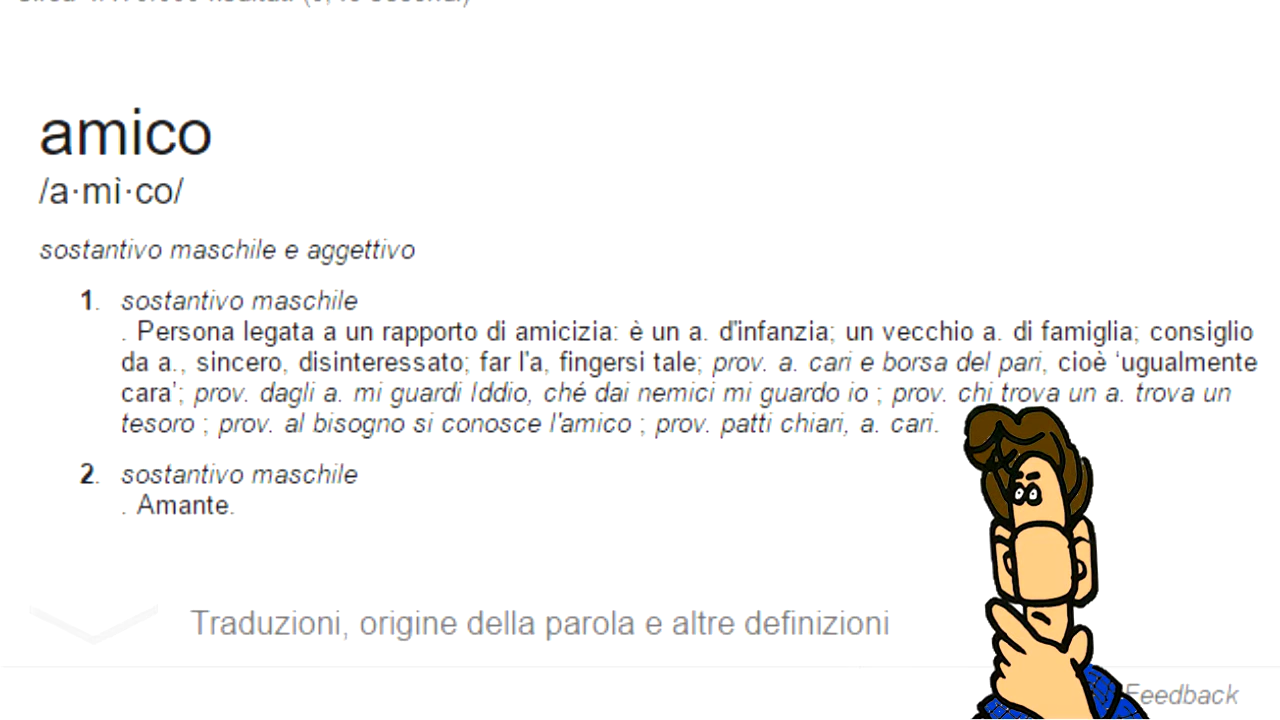 amico
/a·mì·co/
sostantivo maschile e aggettivo
1. sostantivo maschile
. Persona legata a un rapporto di amicizia: è un a. d'infanzia; un vecchio a. di famiglia; consiglio
da a., sincero, disinteressato; far l'a, fingersi tale; prov. a. cari e borsa del pari, cioè ‘ugualmente
cara’; prov. dagli a. mi guardi Iddio, ché dai nemici mi guardo io ; prov. chi trova un a. trova un
tesoro ; prov. al bisogno si conosce l'amico ; prov. patti chiari, a. cari.
2. sostantivo maschile
. Amante.
Traduzioni, origine della parola e altre definizioni
Feedback